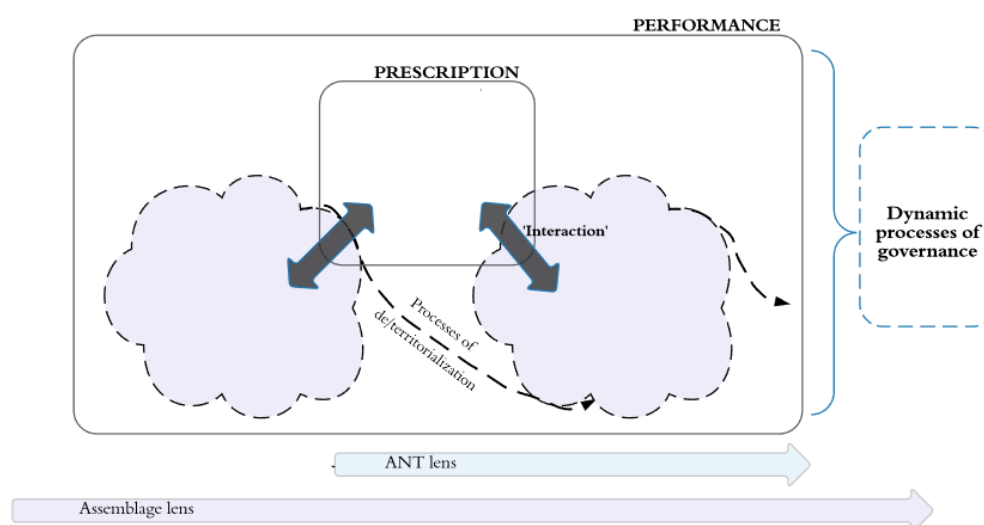 PERFORMANCE
PRESCRIPTION
'Interaction'
Dynamic
processes of
governance
Processes of
de/territorialization
ANT lens
Assemblage lens